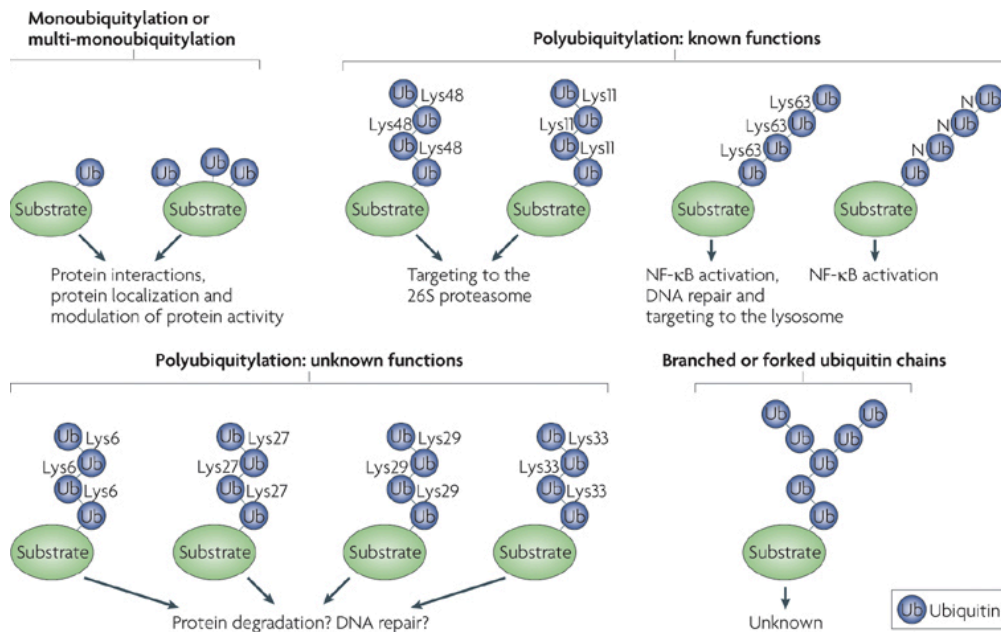 Monoubiquitylation or
multi-monoubiquitylation
Polyubiquitylation: known functions
Ub Lys48
Lys48 Ub
Ub Lys48
Ub
Ub Lys11
Lys11 Ub
Ub Lys11
Ub
Lys63 Ub
Lys63 Ub
Lys63 Ub
Ub
N Ub
N Ub
N Ub
Ub
Ub
Ub Ub Ub
Substrate
Substrate
Substrate
Substrate
Substrate
Substrate
Protein interactions,
protein localization and
modulation of protein activity
Targeting to the
26S proteasome
NF-κB activation,
DNA repair and
targeting to the lysosome
NF-κB activation
Polyubiquitylation: unknown functions
Branched or forked ubiquitin chains
Ub Lys6
Lys6 Ub
Ub Lys6
Ub
Ub Lys27
Lys27 Ub
Ub Lys27
Ub
Ub Lys29
Lys29 Ub
Ub Lys29
Ub
Ub Lys33
Lys33 Ub
Ub Lys33
Ub
Ub Ub
Ub Ub
Ub
Ub
Ub
Substrate
Substrate
Substrate
Substrate
Substrate
Protein degradation? DNA repair?
Unknown
Ub Ubiquitin